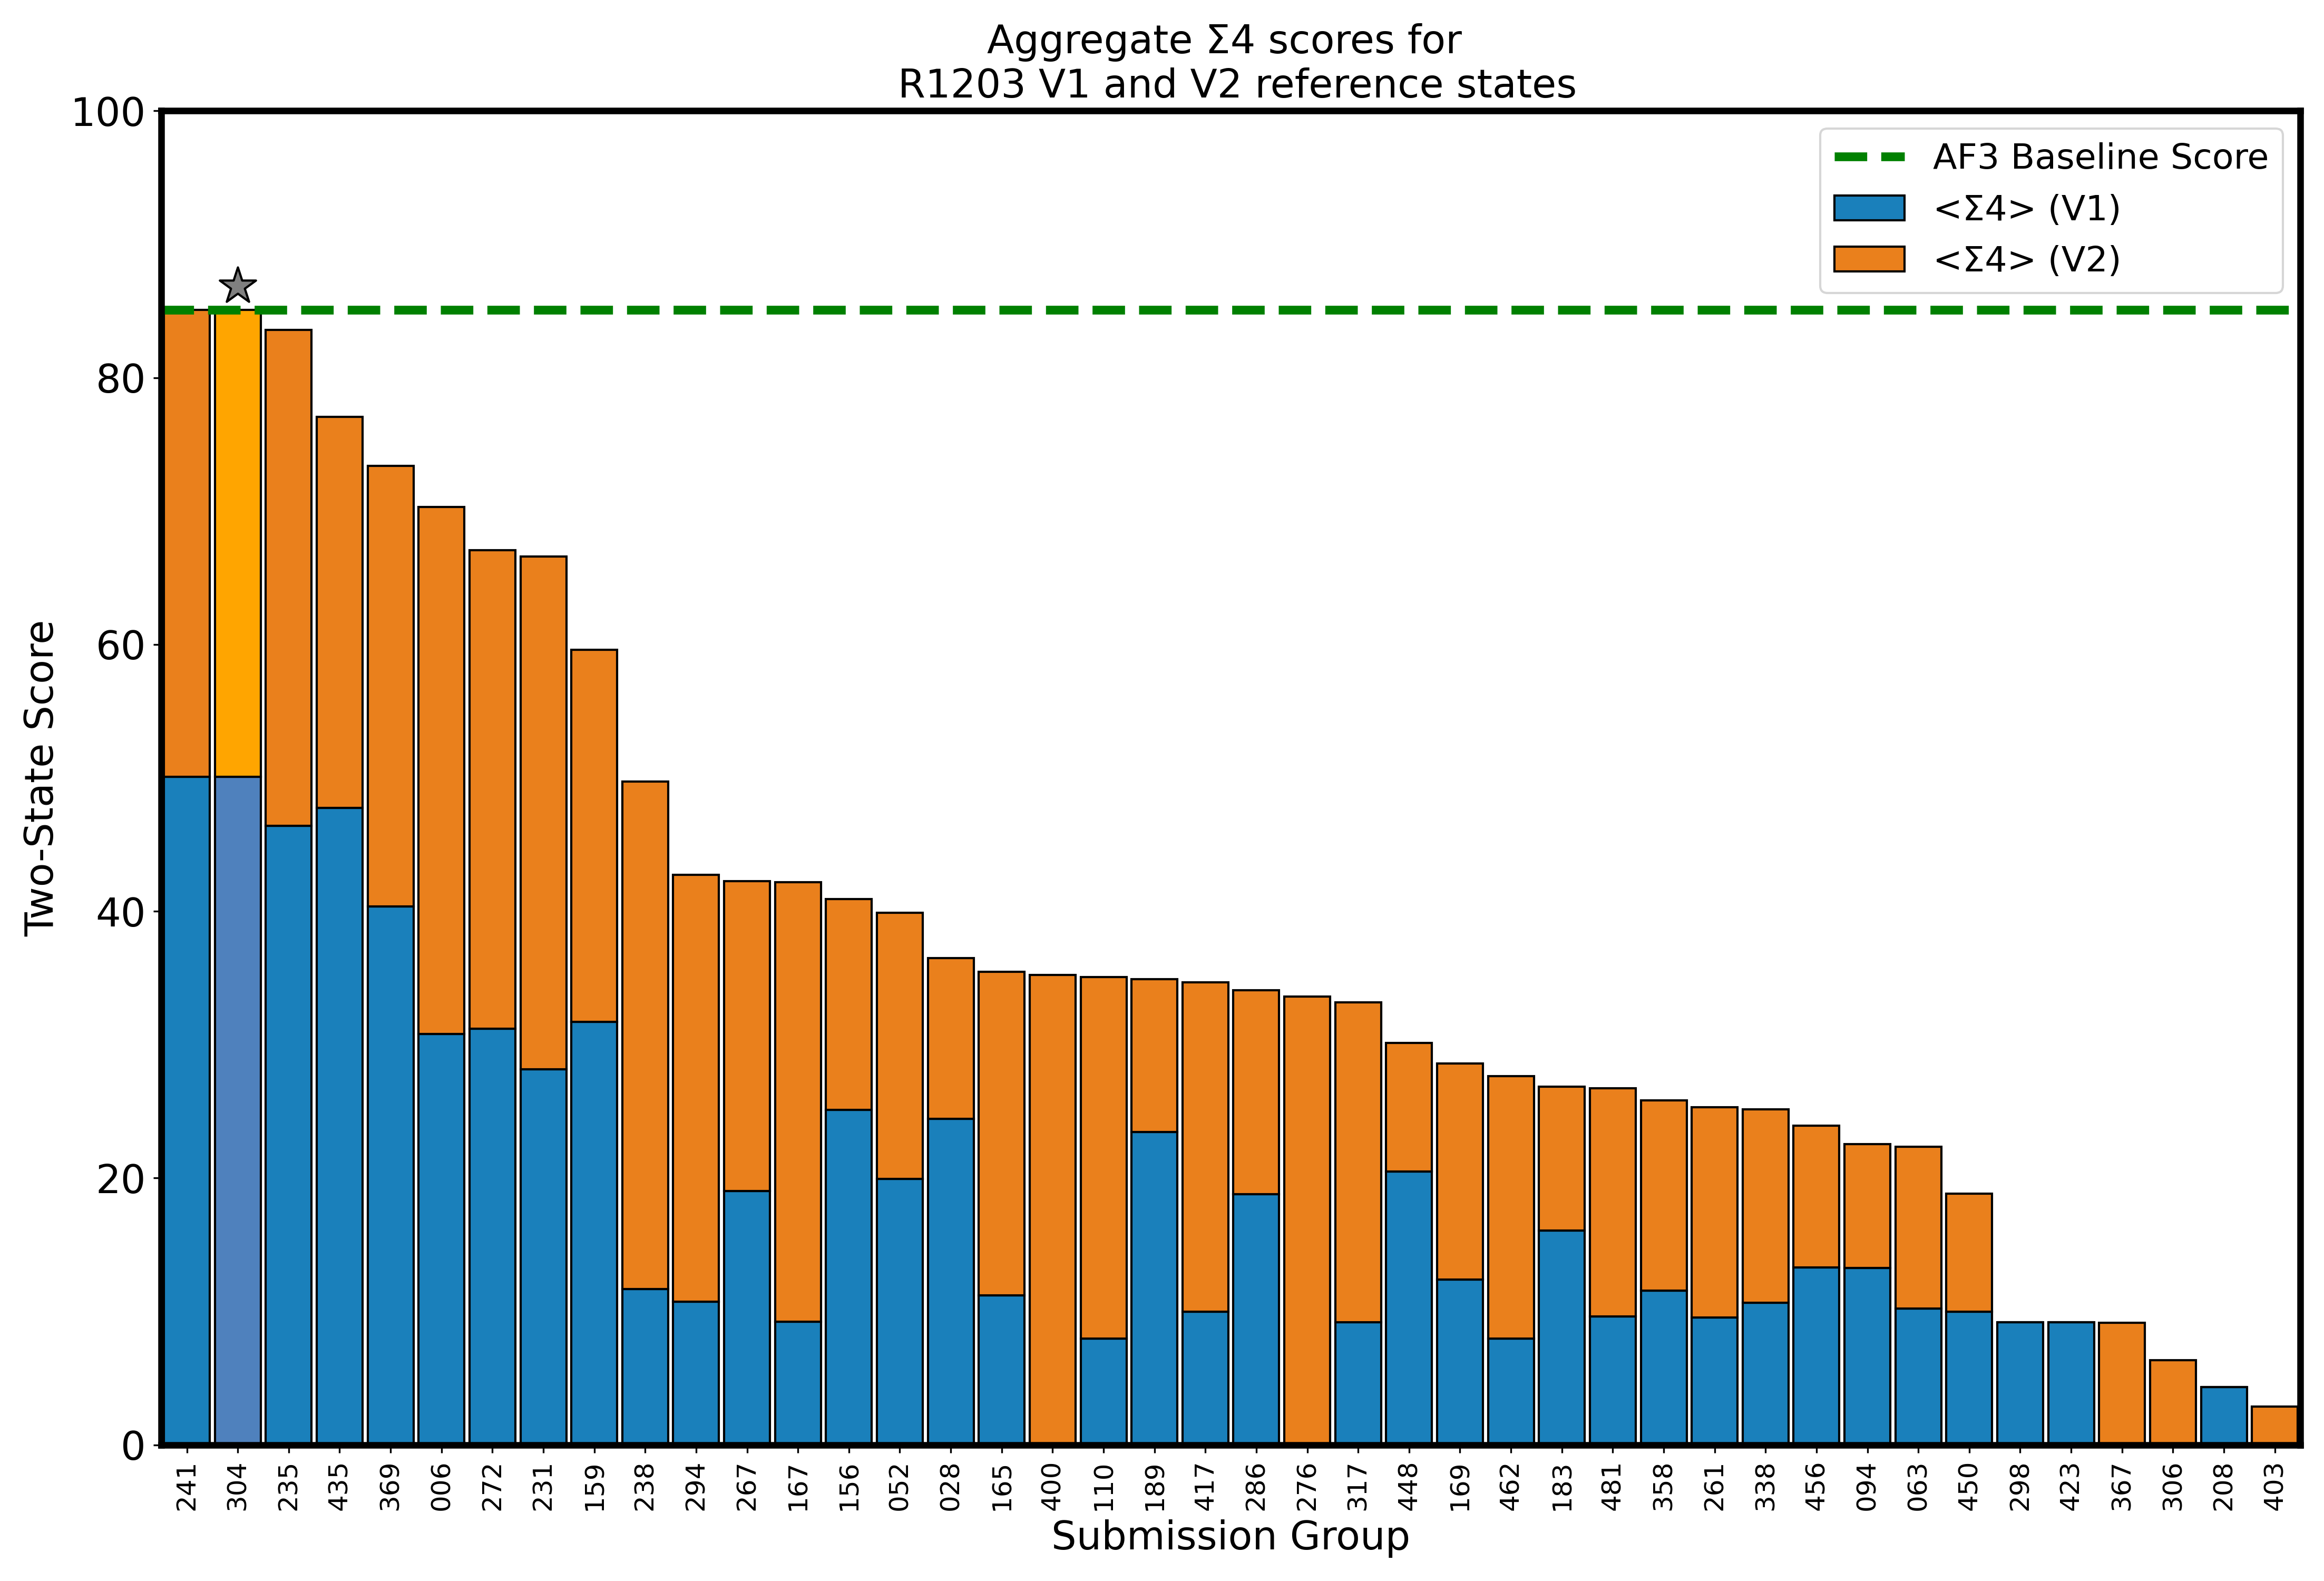 Aggregate Σ4 scores for
R1203 V1 and V2 reference states
100
80
60
40
20
0
Two-State Score
AF3 Baseline Score
<Σ4> (V1)
<Σ4> (V2)
241 304 235 435 369 006 272 231 159 238 294 267 167 156 052 028 165 400 110 189 417 286 276 317 448 169 462 183 481 358 261 338 456 094 063 450 298 423 367 306 208 403
Submission Group